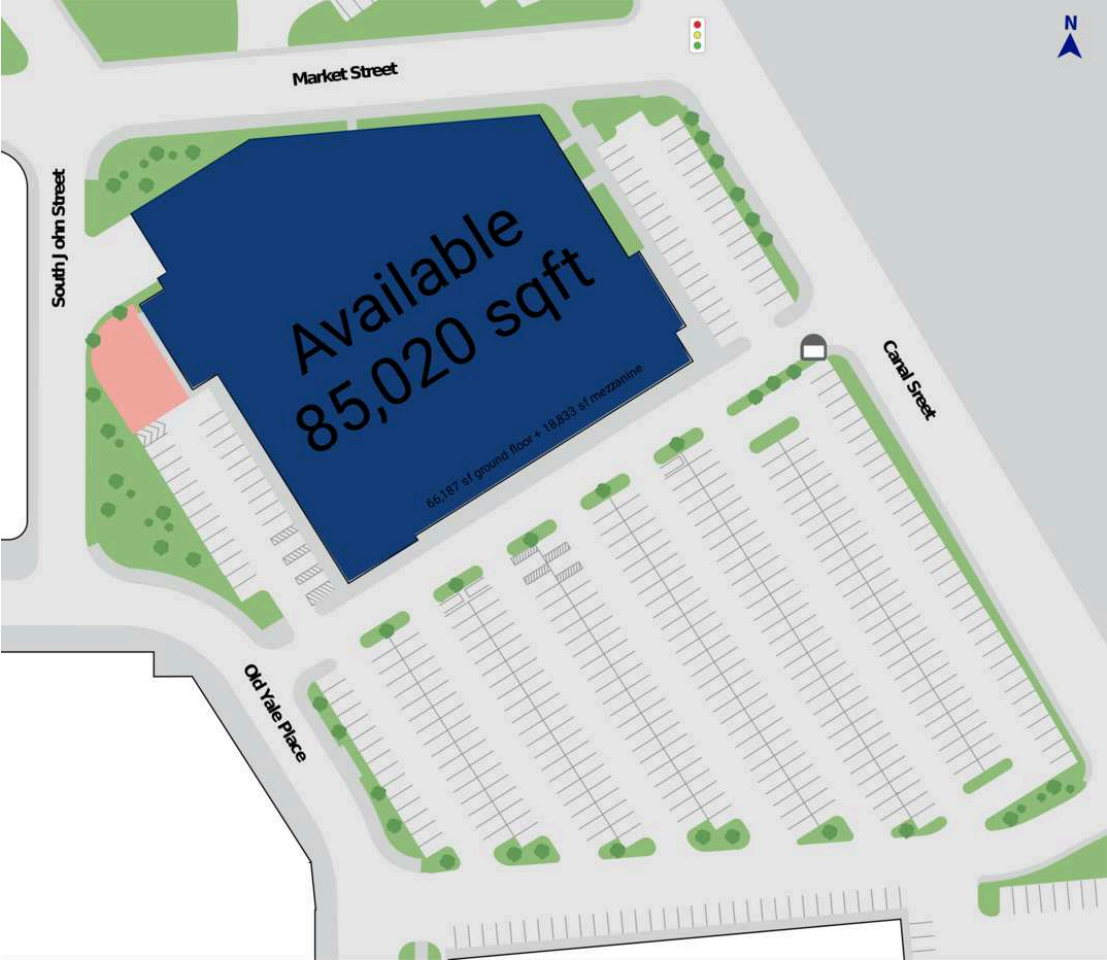 N
Market Street
South John Street
Available
85,020 sqft
66,187 sf ground floor + 18,833 sf mezzanine
Canal Sreet
Old Yale Place